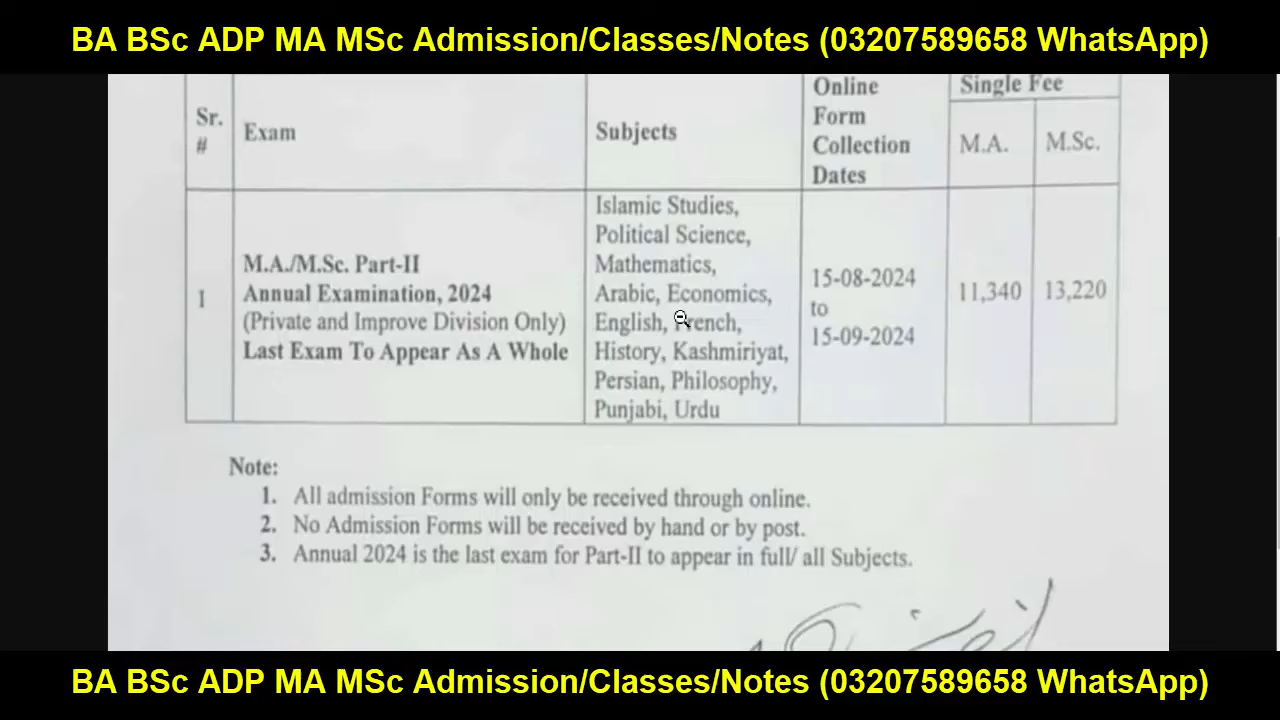 BA BSc ADP MA MSc Admission/Classes/Notes (03207589658 WhatsApp)
Sr. #
Exam
Subjects
Online Form Collection Dates
Single Fee
M.A.
M.Sc.
1
M.A./M.Sc. Part-II
Annual Examination, 2024
(Private and Improve Division Only)
Last Exam To Appear As A Whole
Islamic Studies,
Political Science,
Mathematics,
Arabic, Economics,
English, French,
History, Kashmiriyat,
Persian, Philosophy,
Punjabi, Urdu
15-08-2024
to
15-09-2024
11,340
13,220
Note:
1. All admission Forms will only be received through online.
2. No Admission Forms will be received by hand or by post.
3. Annual 2024 is the last exam for Part-II to appear in full/ all Subjects.
BA BSc ADP MA MSc Admission/Classes/Notes (03207589658 WhatsApp)